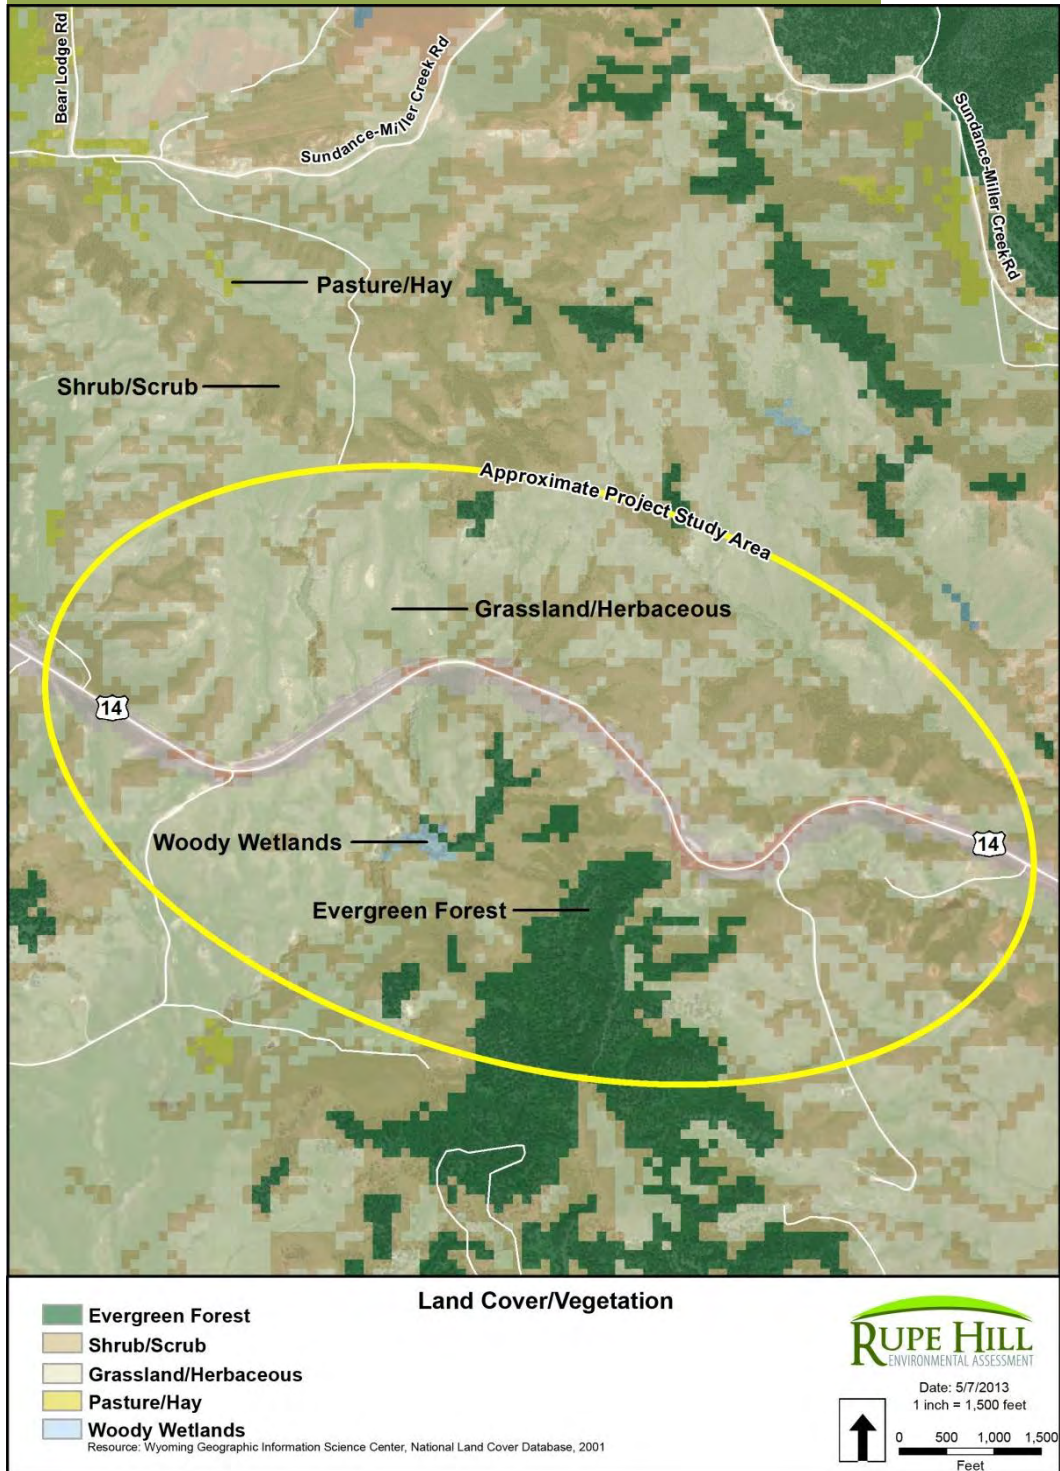 Bear Lodge Rd
Sundance-Miller Creek Rd
Sundance-Miller Creek Rd
Pasture/Hay
Shrub/Scrub
Approximate Project Study Area
Grassland/Herbaceous
14
Woody Wetlands
14
Evergreen Forest
Land Cover/Vegetation
Evergreen Forest
Shrub/Scrub
Grassland/Herbaceous
Pasture/Hay
Woody Wetlands
Resource: Wyoming Geographic Information Science Center, National Land Cover Database, 2001
RUPE HILL
ENVIRONMENTAL ASSESSMENT
Date: 5/7/2013
1 inch = 1,500 feet
0 500 1,000 1,500
Feet